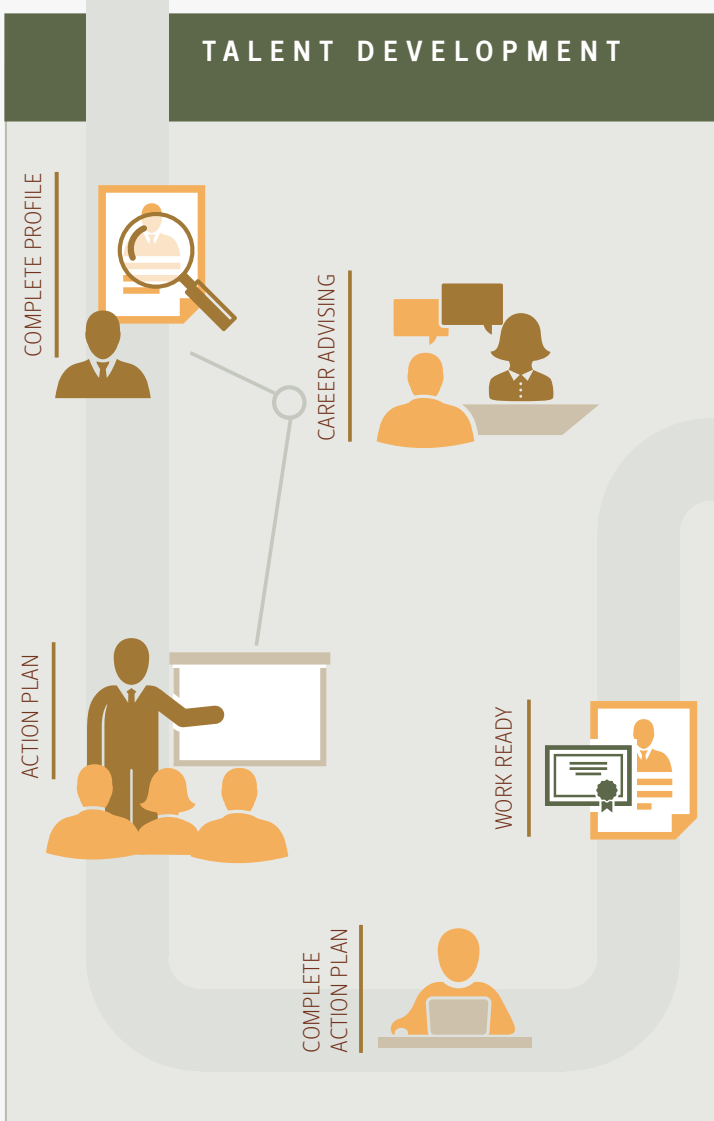 TALENT DEVELOPMENT
COMPLETE PROFILE
CAREER ADVISING
ACTION PLAN
WORK READY
COMPLETE
ACTION PLAN